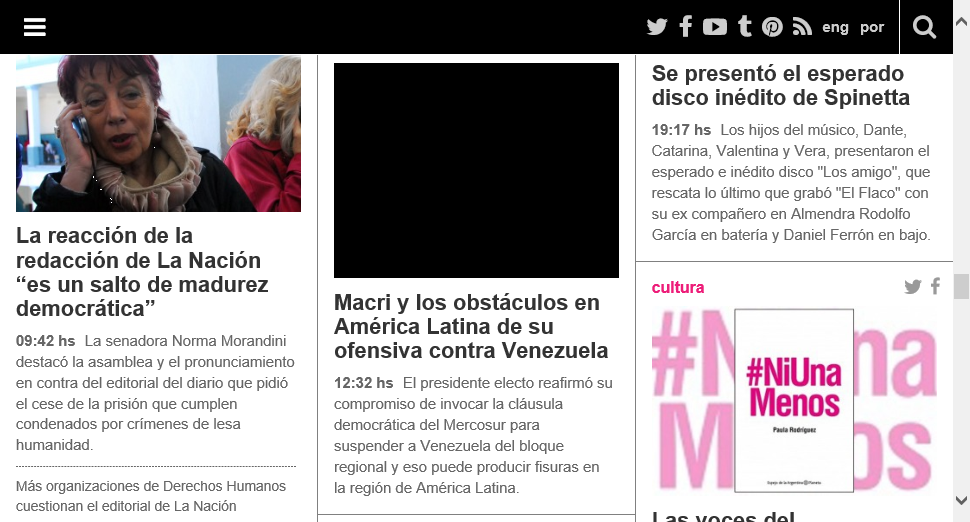 eng por
La reacción de la
redacción de La Nación
“es un salto de madurez
democrática”
09:42 hs La senadora Norma Morandini
destacó la asamblea y el pronunciamiento
en contra del editorial del diario que pidió
el cese de la prisión que cumplen
condenados por crímenes de lesa
humanidad.
Más organizaciones de Derechos Humanos
cuestionan el editorial de La Nación
Macri y los obstáculos en
América Latina de su
ofensiva contra Venezuela
12:32 hs El presidente electo reafirmó su
compromiso de invocar la cláusula
democrática del Mercosur para
suspender a Venezuela del bloque
regional y eso puede producir fisuras en
la región de América Latina.
Se presentó el esperado
disco inédito de Spinetta
19:17 hs Los hijos del músico, Dante,
Catarina, Valentina y Vera, presentaron el
esperado e inédito disco "Los amigo", que
rescata lo último que grabó "El Flaco" con
su ex compañero en Almendra Rodolfo
García en batería y Daniel Ferrón en bajo.
cultura
#NiUna
Menos
Paula Rodríguez
Las voces del